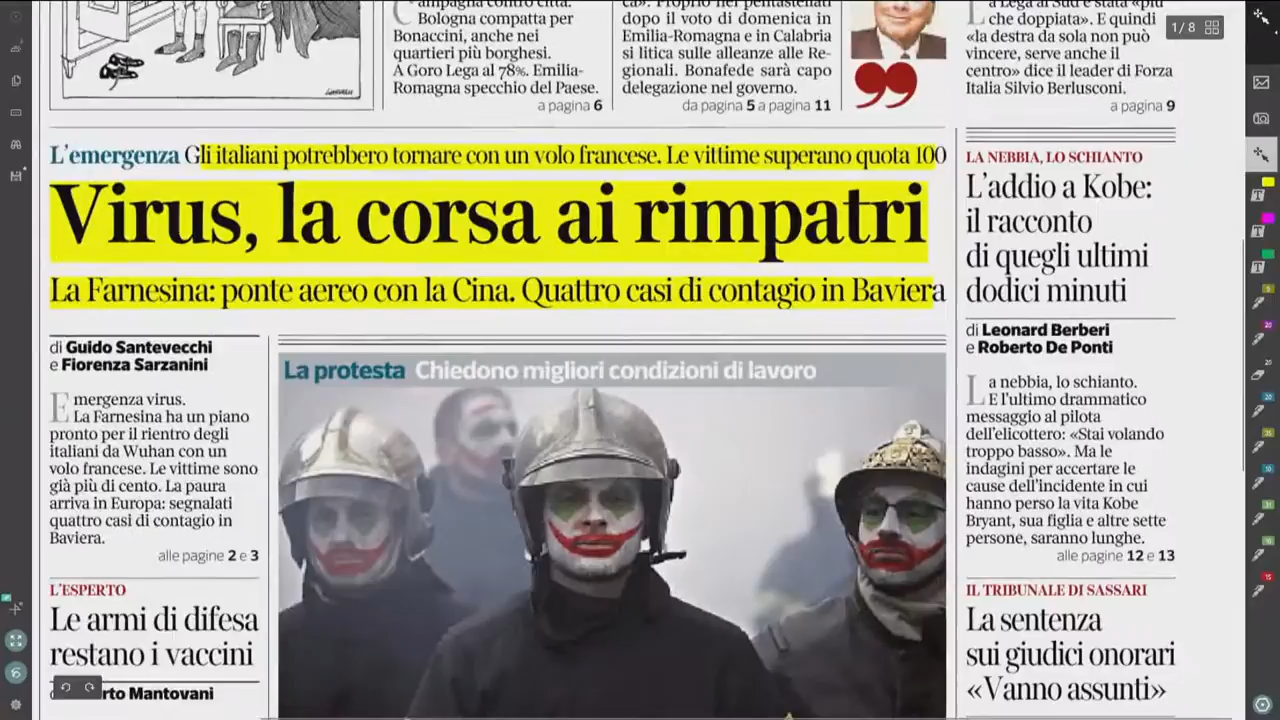 ampagna contro città.
Bologna compatta per
Bonaccini, anche nei
quartieri più borghesi.
A Goro Lega al 78%. Emilia-
Romagna specchio del Paese.
a pagina 6
dopo il voto di domenica in
Emilia-Romagna e in Calabria
si litica sulle alleanze alle Re-
gionali. Bonafede sarà capo
delegazione nel governo.
da pagina 5 a pagina 11
a Lega al Sud è stata «più
che doppiata». E quindi
«la destra da sola non può
vincere, serve anche il
centro» dice il leader di Forza
Italia Silvio Berlusconi.
a pagina 9
1/8
L'emergenza Gli italiani potrebbero tornare con un volo francese. Le vittime superano quota 100
Virus, la corsa ai rimpatri
La Farnesina: ponte aereo con la Cina. Quattro casi di contagio in Baviera
di Guido Santevecchi
e Fiorenza Sarzanini
Emergenza virus.
La Farnesina ha un piano
pronto per il rientro degli
italiani da Wuhan con un
volo francese. Le vittime sono
già più di cento. La paura
arriva in Europa: segnalati
quattro casi di contagio in
Baviera.
alle pagine 2 e 3
L'ESPERTO
Le armi di difesa
restano i vaccini
rto Mantovani
La protesta Chiedono migliori condizioni di lavoro
LA NEBBIA, LO SCHIANTO
L'addio a Kobe:
il racconto
di quegli ultimi
dodici minuti
di Leonard Berberi
e Roberto De Ponti
La nebbia, lo schianto.
E l'ultimo drammatico
messaggio al pilota
dell'elicottero: «Stai volando
troppo basso». Ma le
indagini per accertare le
cause dell'incidente in cui
hanno perso la vita Kobe
Bryant, sua figlia e altre sette
persone, saranno lunghe.
alle pagine 12 e 13
IL TRIBUNALE DI SASSARI
La sentenza
sui giudici onorari
«Vanno assunti»